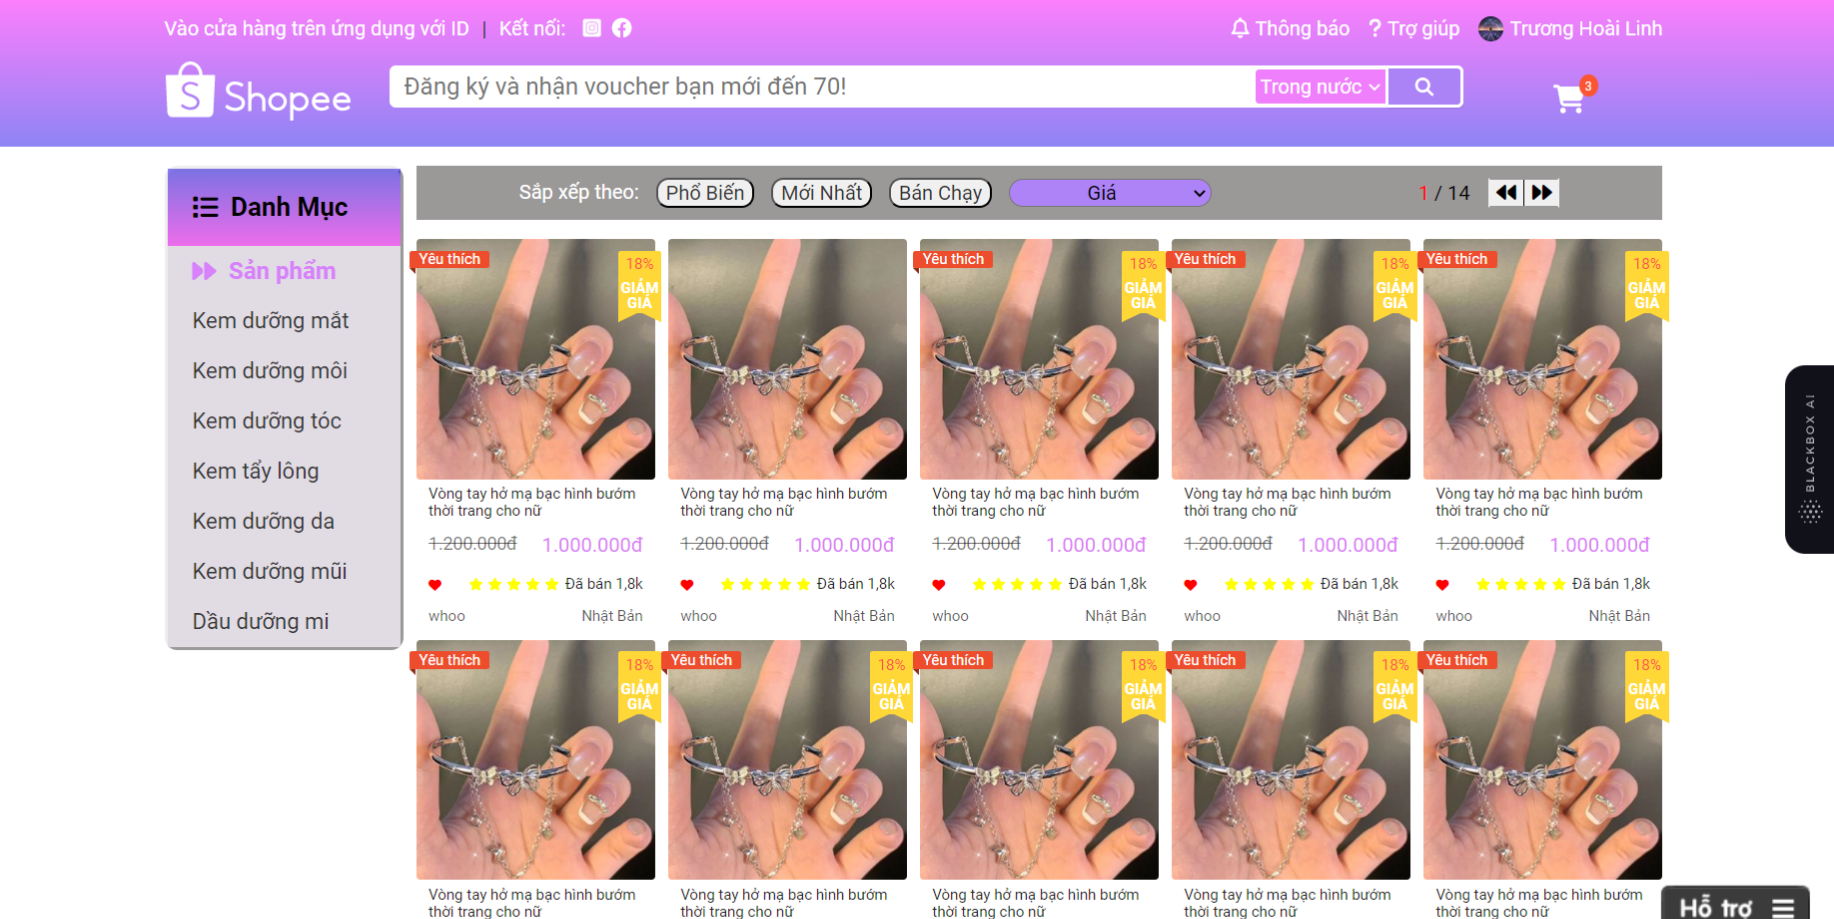 Vào cửa hàng trên ứng dụng với ID | Kết nối:
Thông báo ? Trợ giúp Trương Hoài Linh
S Shopee
Đăng ký và nhận voucher bạn mới đến 70!
Trong nước
3
Danh Mục
Sản phẩm
Kem dưỡng mắt
Kem dưỡng môi
Kem dưỡng tóc
Kem tẩy lông
Kem dưỡng da
Kem dưỡng mũi
Dầu dưỡng mi
Sắp xếp theo: Phổ Biến Mới Nhất Bán Chạy Giá 1 / 14
Yêu thích 18% Yêu thích 18% Yêu thích 18% Yêu thích 18%
GIẢM GIẢM GIẢM GIẢM
GIÁ GIÁ GIÁ GIÁ
Vòng tay hở mạ bạc hình bướm Vòng tay hở mạ bạc hình bướm Vòng tay hở mạ bạc hình bướm Vòng tay hở mạ bạc hình bướm Vòng tay hở mạ bạc hình bướm
thời trang cho nữ thời trang cho nữ thời trang cho nữ thời trang cho nữ thời trang cho nữ
1.200.000đ 1.000.000đ 1.200.000đ 1.000.000đ 1.200.000đ 1.000.000đ 1.200.000đ 1.000.000đ 1.200.000đ 1.000.000đ
Đã bán 1,8k Đã bán 1,8k Đã bán 1,8k Đã bán 1,8k Đã bán 1,8k
whoo Nhật Bản whoo Nhật Bản whoo Nhật Bản whoo Nhật Bản whoo Nhật Bản
Yêu thích 18% Yêu thích 18% Yêu thích 18% Yêu thích 18% Yêu thích 18%
GIẢM GIẢM GIẢM GIẢM GIẢM
GIÁ GIÁ GIÁ GIÁ GIÁ
Vòng tay hở mạ bạc hình bướm Vòng tay hở mạ bạc hình bướm Vòng tay hở mạ bạc hình bướm Vòng tay hở mạ bạc hình bướm Vòng tay hở mạ bạc hình bướm
thời trang cho nữ thời trang cho nữ thời trang cho nữ thời trang cho nữ thời trang cho nữ
BLACKBOX AI
Hỗ trợ